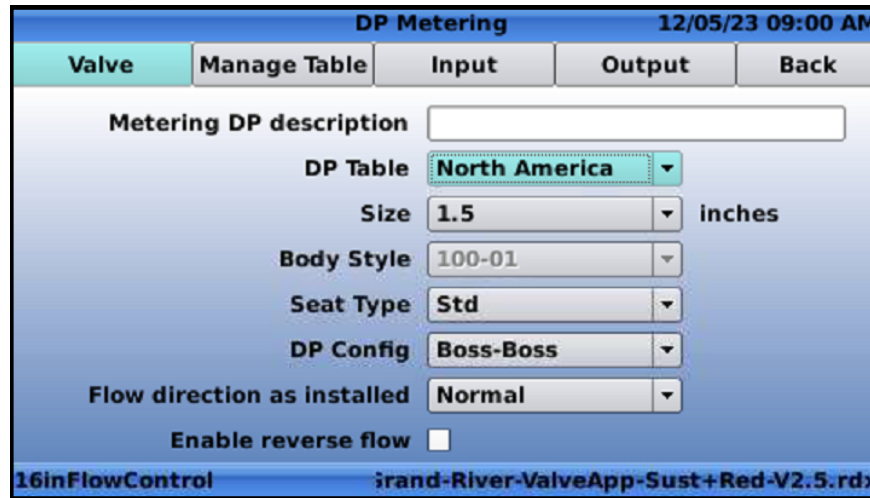 DP Metering 12/05/23 09:00 AM
Valve Manage Table Input Output Back
Metering DP description
DP Table North America
Size 1.5 inches
Body Style 100-01
Seat Type Std
DP Config Boss-Boss
Flow direction as installed Normal
Enable reverse flow
16inFlowControl rand-River-ValveApp-Sust+Red-V2.5.rd